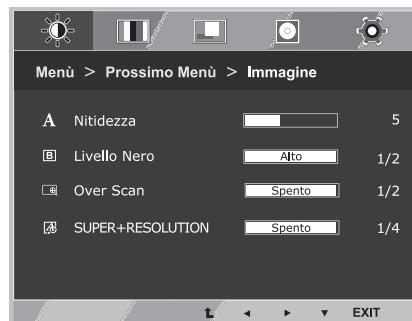 Menù > Prossimo Menù > Immagine
A Nitidezza 5
B Livello Nero Alto 1/2
Over Scan Spento 1/2
SUPER+RESOLUTION Spento 1/4
EXIT